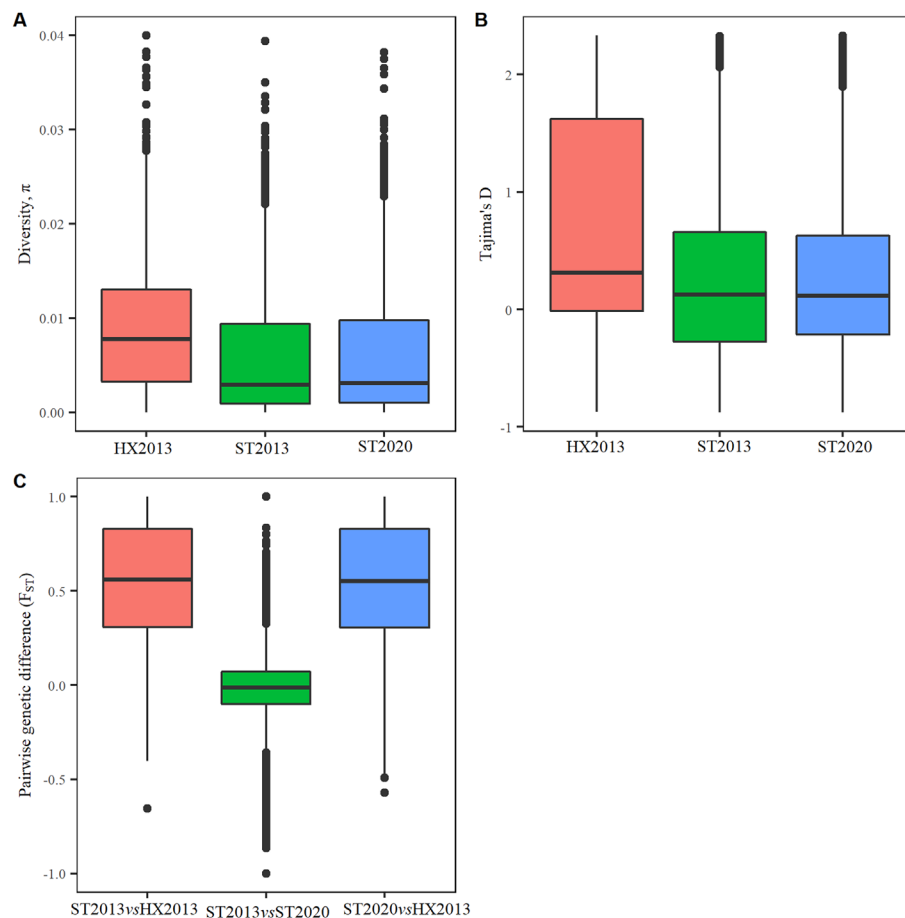 A
Diversity, π
0.04
0.03
0.02
0.01
0.00
HX2013 ST2013 ST2020
B
Tajima's D
2
1
0
-1
HX2013 ST2013 ST2020
C
Pairwise genetic difference (FST)
1.0
0.5
0.0
-0.5
-1.0
ST2013vsHX2013 ST2013vsST2020 ST2020vsHX2013